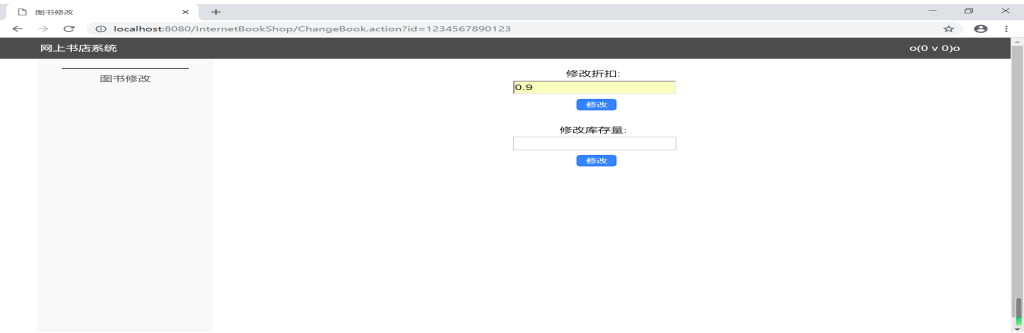 图书修改
localhost:8080/InternetBookShop/ChangeBook.action?id=1234567890123
网上书店系统
o(0 v 0)o
图书修改
修改折扣:
0.9
修改
修改库存量:
修改